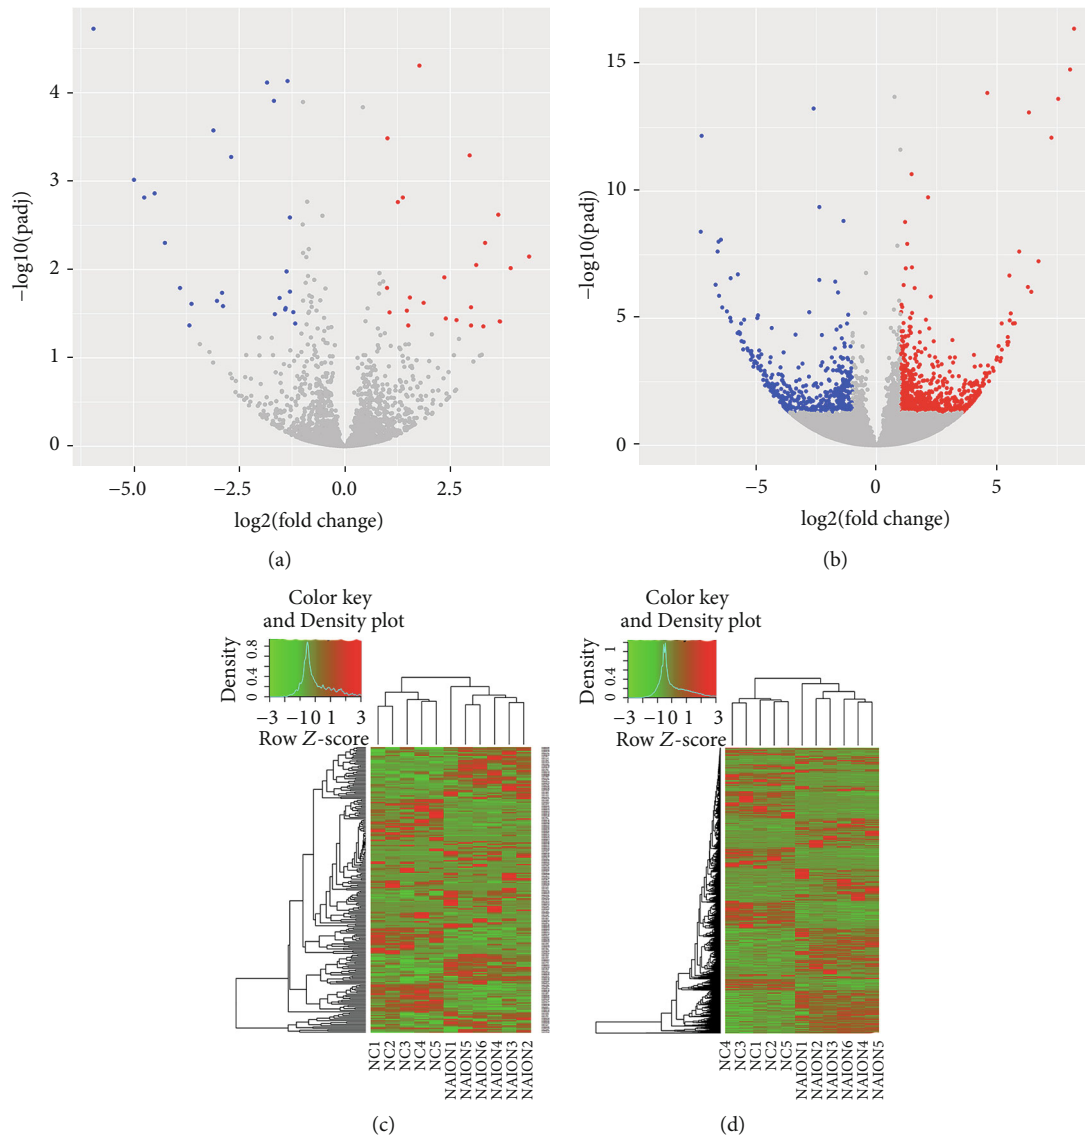 4
3
2
1
0
−log10(padj)
−5.0
−2.5
0.0
2.5
log2(fold change)
(a)
15
10
5
0
−log10(padj)
−5
0
5
log2(fold change)
(b)
Color key
and Density plot
Density
0.8
0.4
0
−3
−1
0
1
3
Row Z-score
NC1
NC2
NC3
NC4
NC5
NAION1
NAION5
NAION6
NAION4
NAION3
NAION2
(c)
Color key
and Density plot
Density
1
0.4
0
−3
−1
0
1
3
Row Z-score
NC4
NC3
NC1
NC2
NC5
NAION1
NAION2
NAION3
NAION6
NAION4
NAION5
(d)